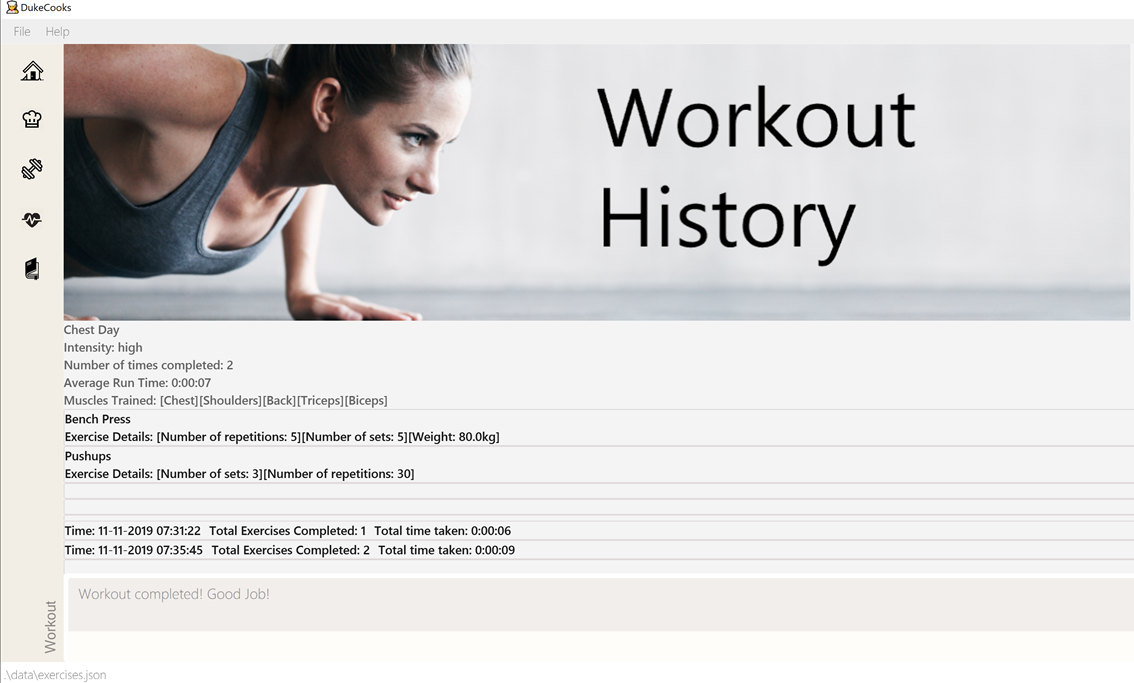 DukeCooks
File Help
Workout
History
Chest Day
Intensity: high
Number of times completed: 2
Average Run Time: 0:00:07
Muscles Trained: [Chest][Shoulders][Back][Triceps][Biceps]
Bench Press
Exercise Details: [Number of repetitions: 5][Number of sets: 5][Weight: 80.0kg]
Pushups
Exercise Details: [Number of sets: 3][Number of repetitions: 30]
Time: 11-11-2019 07:31:22 Total Exercises Completed: 1 Total time taken: 0:00:06
Time: 11-11-2019 07:35:45 Total Exercises Completed: 2 Total time taken: 0:00:09
Workout completed! Good Job!
Workout
.\data\exercises.json